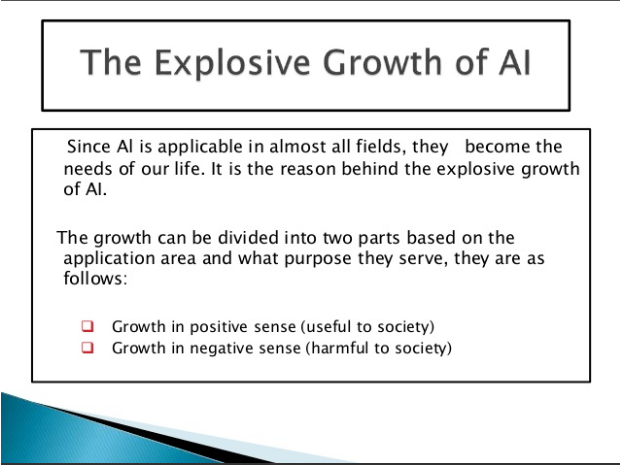 The Explosive Growth of AI
Since AI is applicable in almost all fields, they become the
needs of our life. It is the reason behind the explosive growth
of AI.
The growth can be divided into two parts based on the
application area and what purpose they serve, they are as
follows:
Growth in positive sense (useful to society)
Growth in negative sense (harmful to society)